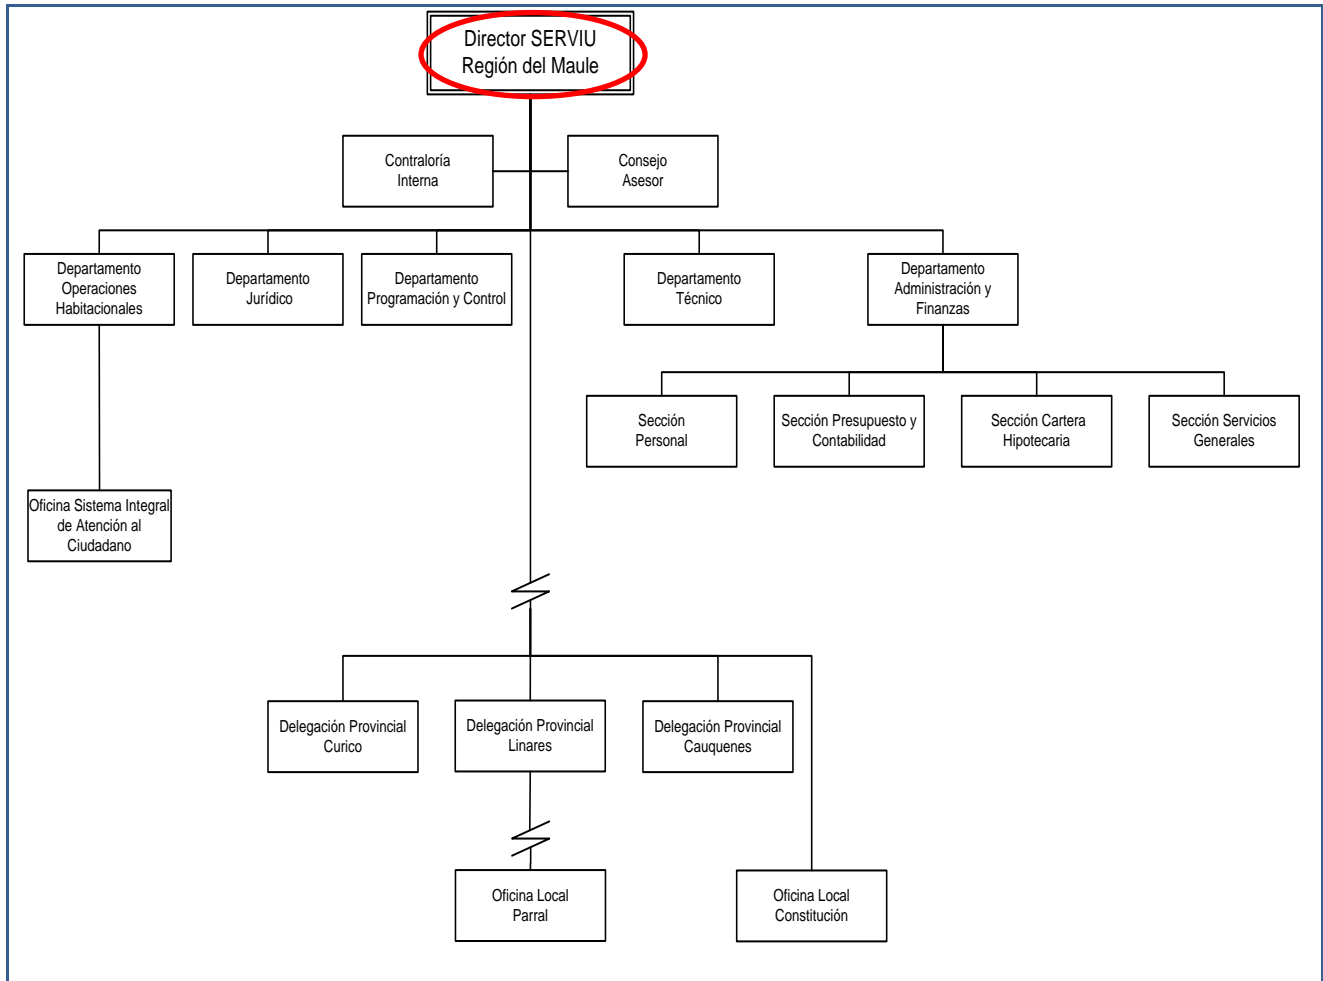 Director SERVIU
Región del Maule
Contraloría
Interna
Consejo
Asesor
Departamento
Operaciones
Habitacionales
Departamento
Jurídico
Departamento
Programación y Control
Departamento
Técnico
Departamento
Administración y
Finanzas
Sección
Personal
Sección Presupuesto y
Contabilidad
Sección Cartera
Hipotecaria
Sección Servicios
Generales
Oficina Sistema Integral
de Atención al
Ciudadano
Delegación Provincial
Curico
Delegación Provincial
Linares
Delegación Provincial
Cauquenes
Oficina Local
Parral
Oficina Local
Constitución